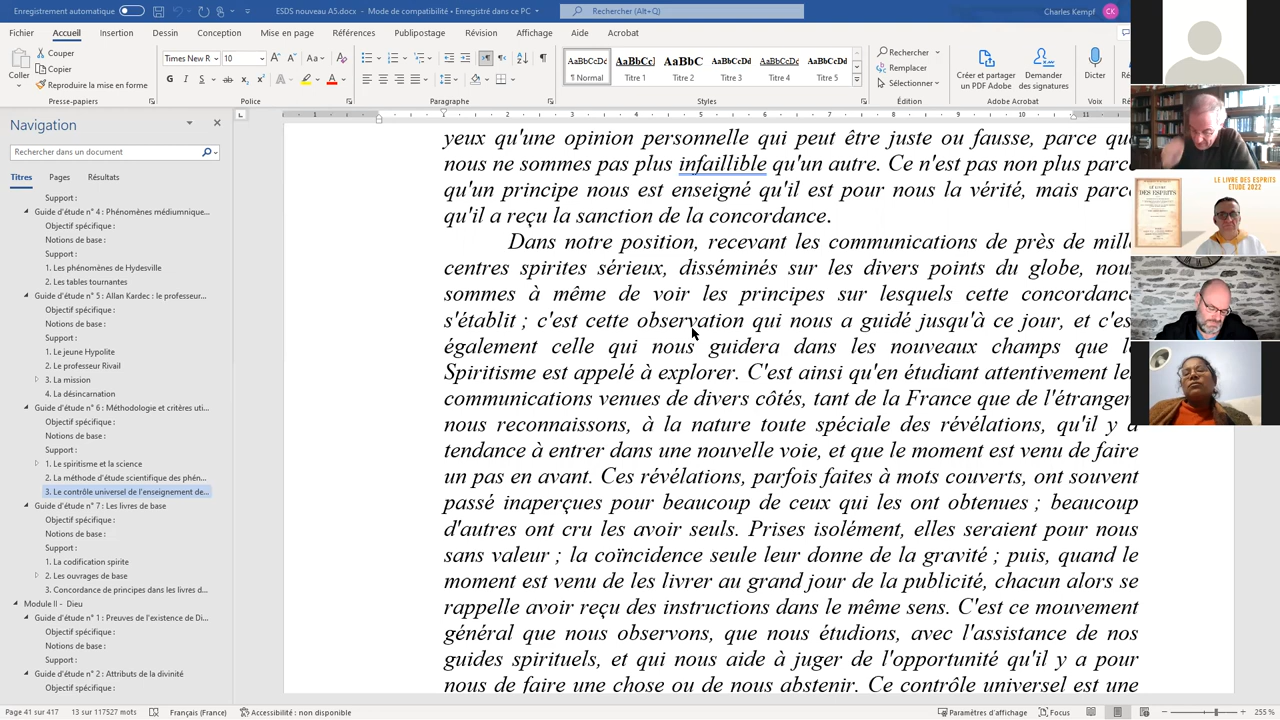 Enregistrement automatique
ESDS nouveau A5.docx - Mode de compatibilité • Enregistré dans ce PC
Rechercher (Alt+Q)
Charles Kempf
CK
Fichier Accueil Insertion Dessin Conception Mise en page Références Publipostage Révision Affichage Aide Acrobat
Coller
Couper
Copier
Reproduire la mise en forme
Presse-papiers
Times New R 10
G I S ab x₂ x² A
Police
Paragraphe
AaBbCcDc AaBbCc AaBbC AaBbCcDc AaBbCcDc AaBbCcDc
¶ Normal Titre 1 Titre 2 Titre 3 Titre 4 Titre 5
Styles
Rechercher
Remplacer
Sélectionner
Édition
Créer et partager un PDF Adobe
Demander des signatures
Adobe Acrobat
Dicter
Voix
Navigation
Rechercher dans un document
Titres Pages Résultats
Support :
Guide d'étude n° 4 : Phénomènes médiumnique...
Objectif spécifique :
Notions de base :
Support :
1. Les phénomènes de Hydesville
2. Les tables tournantes
Guide d'étude n° 5 : Allan Kardec : le professeur...
Objectif spécifique :
Notions de base :
Support :
1. Le jeune Hypolite
2. Le professeur Rivail
3. La mission
4. La désincarnation
Guide d'étude n° 6 : Méthodologie et critères uti...
Objectif spécifique :
Notions de base :
Support :
1. Le spiritisme et la science
2. La méthode d'étude scientifique des phén...
3. Le contrôle universel de l'enseignement de...
Guide d'étude n° 7 : Les livres de base
Objectif spécifique :
Notions de base :
Support :
1. La codification spirite
2. Les ouvrages de base
3. Concordance de principes dans les livres d...
Module II - Dieu
Guide d'étude n° 1 : Preuves de l'existence de Di...
Objectif spécifique :
Notions de base :
Support :
Guide d'étude n° 2 : Attributs de la divinité
Objectif spécifique :
1 1 2 3 4 5 6 7 8 9 10 11
yeux qu'une opinion personnelle qui peut être juste ou fausse, parce que
nous ne sommes pas plus infaillible qu'un autre. Ce n'est pas non plus parce
qu'un principe nous est enseigné qu'il est pour nous la vérité, mais parce
qu'il a reçu la sanction de la concordance.
Dans notre position, recevant les communications de près de mille
centres spirites sérieux, disséminés sur les divers points du globe, nous
sommes à même de voir les principes sur lesquels cette concordance
s'établit ; c'est cette observation qui nous a guidé jusqu'à ce jour, et c'est
également celle qui nous guidera dans les nouveaux champs que le
Spiritisme est appelé à explorer. C'est ainsi qu'en étudiant attentivement les
communications venues de divers côtés, tant de la France que de l'étranger,
nous reconnaissons, à la nature toute spéciale des révélations, qu'il y a
tendance à entrer dans une nouvelle voie, et que le moment est venu de faire
un pas en avant. Ces révélations, parfois faites à mots couverts, ont souvent
passé inaperçues pour beaucoup de ceux qui les ont obtenues ; beaucoup
d'autres ont cru les avoir seuls. Prises isolément, elles seraient pour nous
sans valeur ; la coïncidence seule leur donne de la gravité ; puis, quand le
moment est venu de les livrer au grand jour de la publicité, chacun alors se
rappelle avoir reçu des instructions dans le même sens. C'est ce mouvement
général que nous observons, que nous étudions, avec l'assistance de nos
guides spirituels, et qui nous aide à juger de l'opportunité qu'il y a pour
nous de faire une chose ou de nous abstenir. Ce contrôle universel est une
LE LIVRE DES ESPRITS
ETUDE 2022
Page 41 sur 417 13 sur 117527 mots Français (France) Accessibilité : non disponible
Paramètres d'affichage Focus 255 %